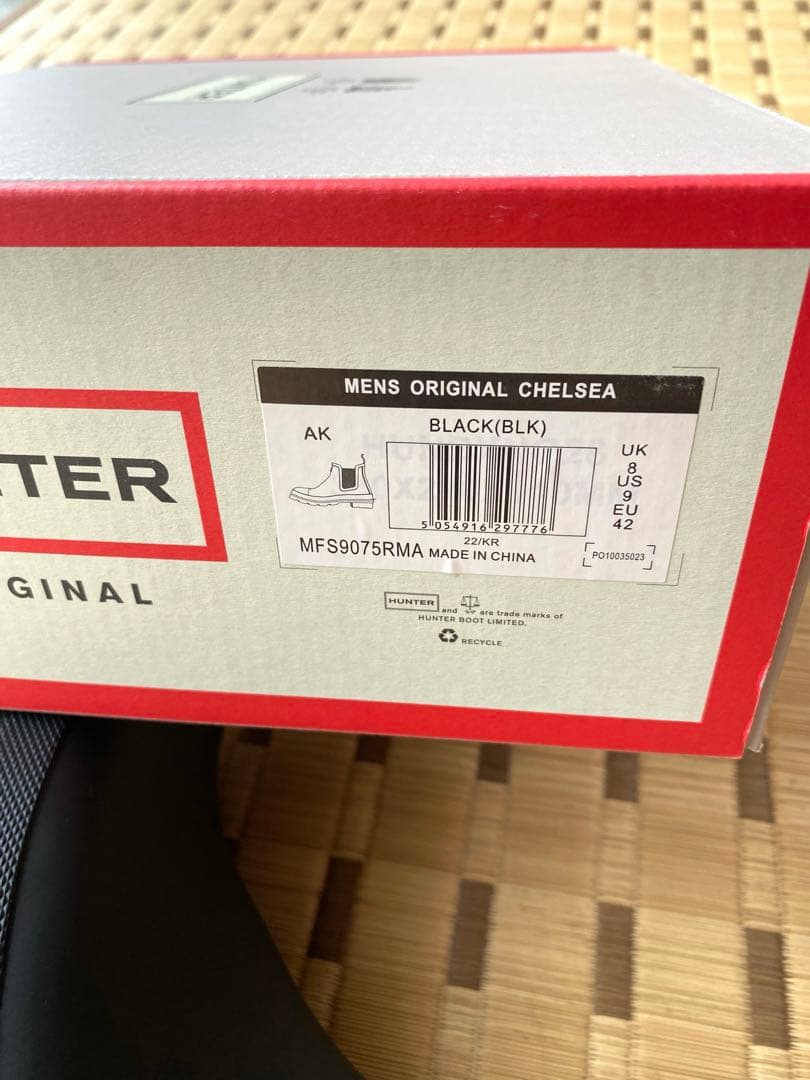 TER
GINAL
MENS ORIGINAL CHELSEA
AK
BLACK(BLK)
UK
8
US
9
EU
42
5 054916 297776
22/KR
MFS9075RMA MADE IN CHINA
PO10035023
HUNTER and are trade marks of
HUNTER BOOT LIMITED.
RECYCLE